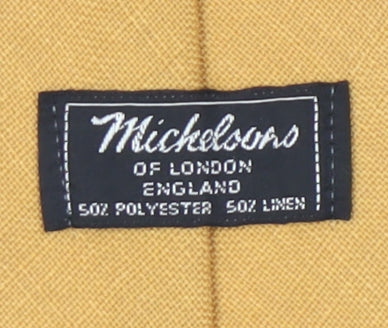 Michelsons
OF LONDON
ENGLAND
50% POLYESTER 50% LINEN